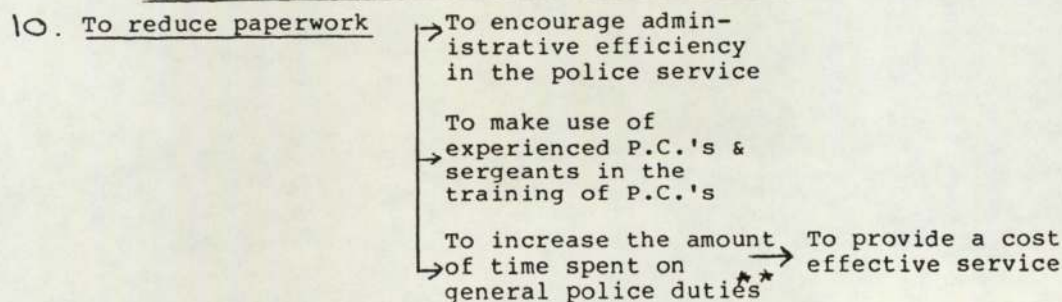 10. To reduce paperwork
To encourage admin-
istrative efficiency
in the police service
To make use of
experienced P.C.'s &
sergeants in the
training of P.C.'s
To increase the amount
of time spent on
general police duties**
To provide a cost
effective service